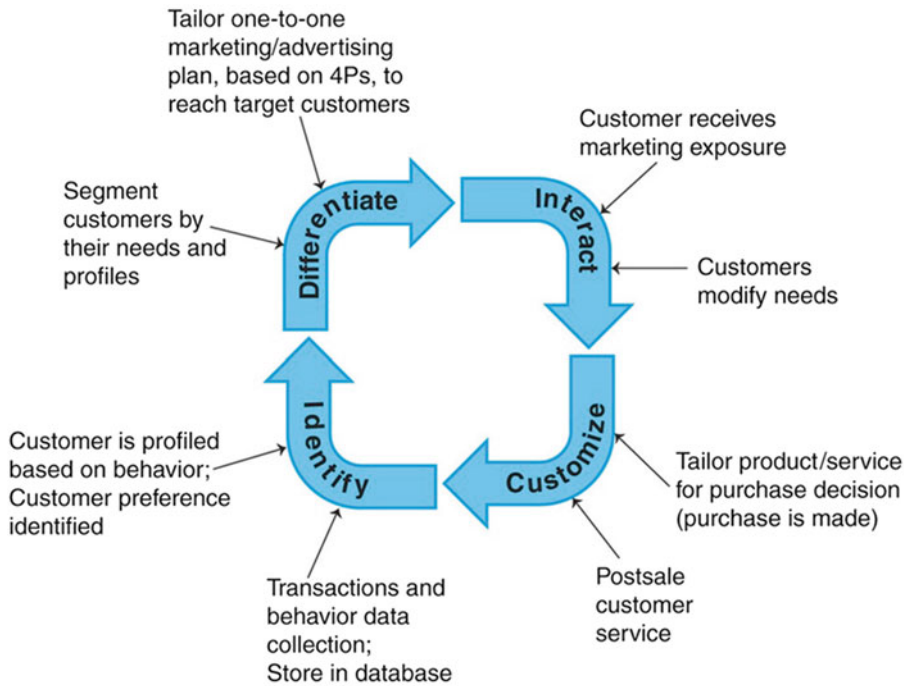 Tailor one-to-one
marketing/advertising
plan, based on 4Ps, to
reach target customers
Customer receives
marketing exposure
Segment
customers by
their needs and
profiles
Differentiate
Interact
Customers
modify needs
Customer is profiled
based on behavior;
Customer preference
identified
Identify
Customize
Tailor product/service
for purchase decision
(purchase is made)
Transactions and
behavior data
collection;
Store in database
Postsale
customer
service